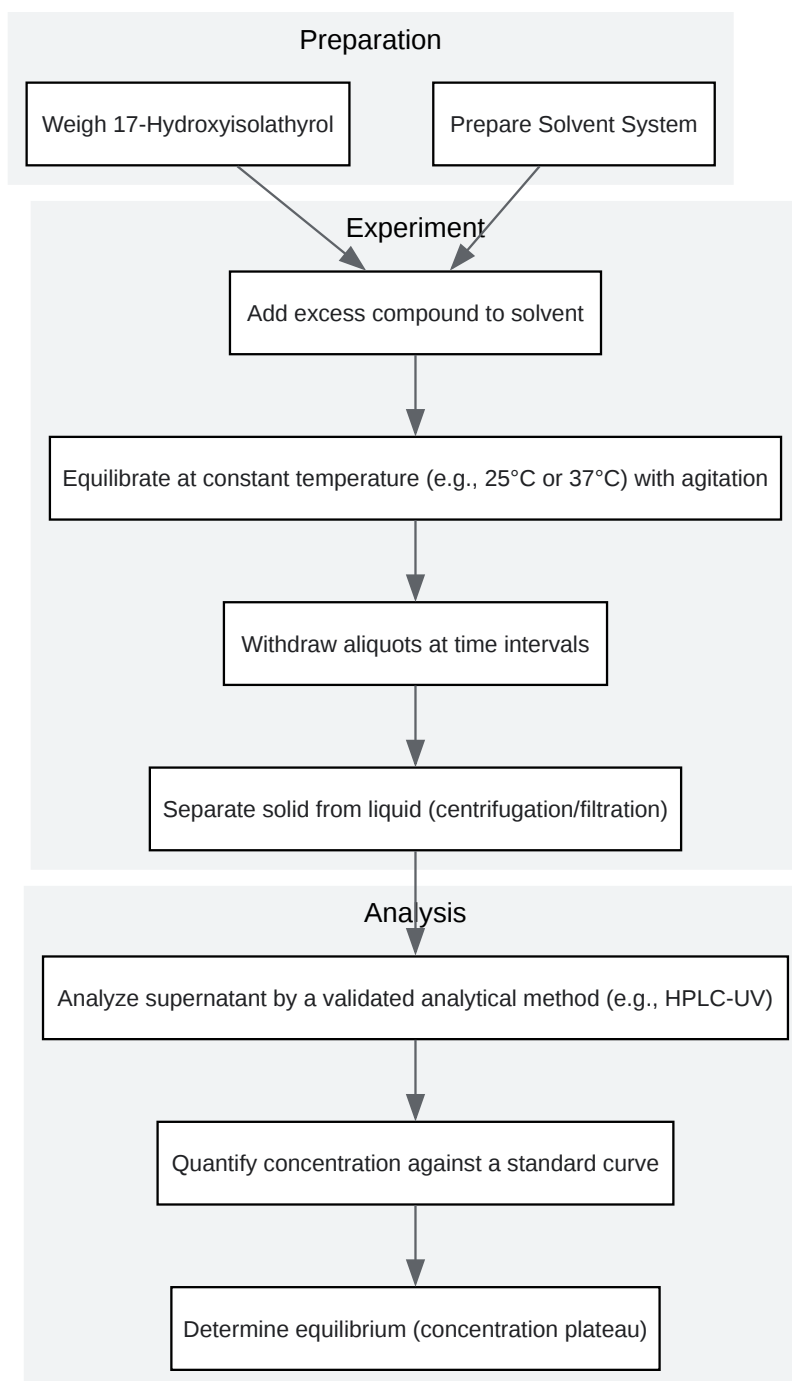 Preparation
Weigh 17-Hydroxyisolathyrol
Prepare Solvent System
Experiment
Add excess compound to solvent
Equilibrate at constant temperature (e.g., 25°C or 37°C) with agitation
Withdraw aliquots at time intervals
Separate solid from liquid (centrifugation/filtration)
Analysis
Analyze supernatant by a validated analytical method (e.g., HPLC-UV)
Quantify concentration against a standard curve
Determine equilibrium (concentration plateau)